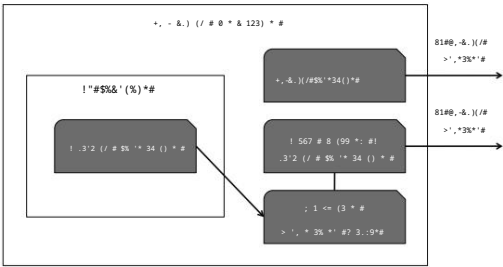 +, - &.) (/ # 0 * & 123) * #
81#@,-&.)(/#
>',*3%*'#
+,-&.)(/#$%'*34()*#
!"#$%&'(%)*#
81#@,-&.)(/#
>',*3%*'#
! .3'2 (/ # $% '* 34 () * #
! 567 # 8 (99 *: #!
.3'2 (/ # $% '* 34 () * #
; 1 <= (3 * #
> ', * 3% *' #? 3.:9*#